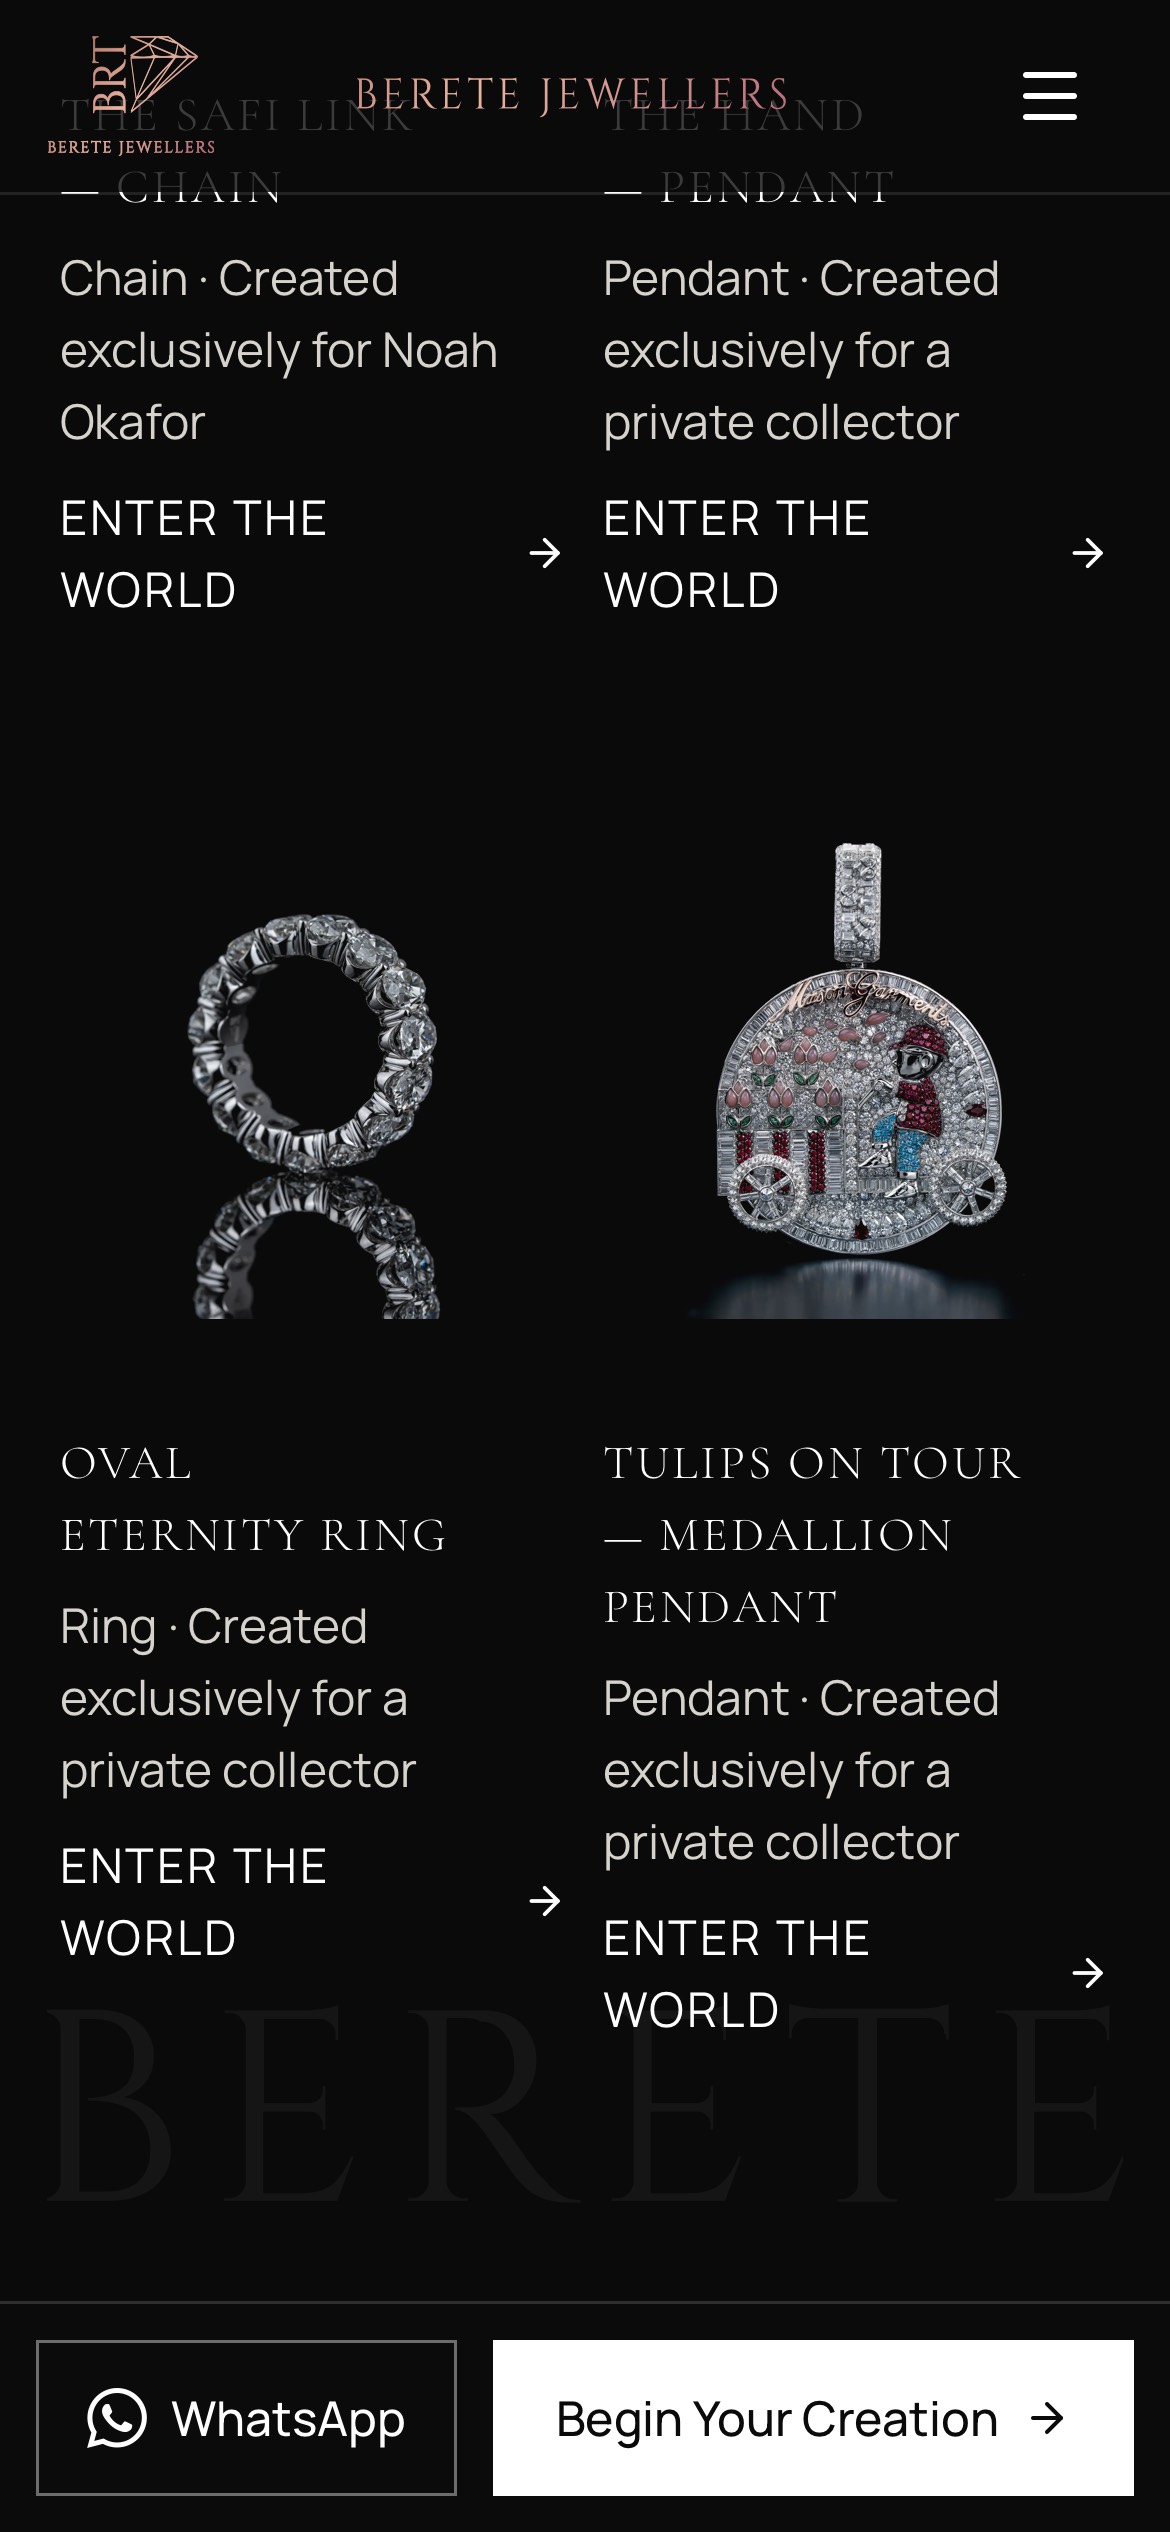 BRT
BERETE JEWELLERS
BERETE JEWELLERS
THE SAFI LINK
— CHAIN
Chain · Created
exclusively for Noah
Okafor
ENTER THE
WORLD
THE HAND
— PENDANT
Pendant · Created
exclusively for a
private collector
ENTER THE
WORLD
Maison Garments
OVAL
ETERNITY RING
Ring · Created
exclusively for a
private collector
ENTER THE
WORLD
TULIPS ON TOUR
— MEDALLION
PENDANT
Pendant · Created
exclusively for a
private collector
ENTER THE
WORLD
BERETE
WhatsApp
Begin Your Creation